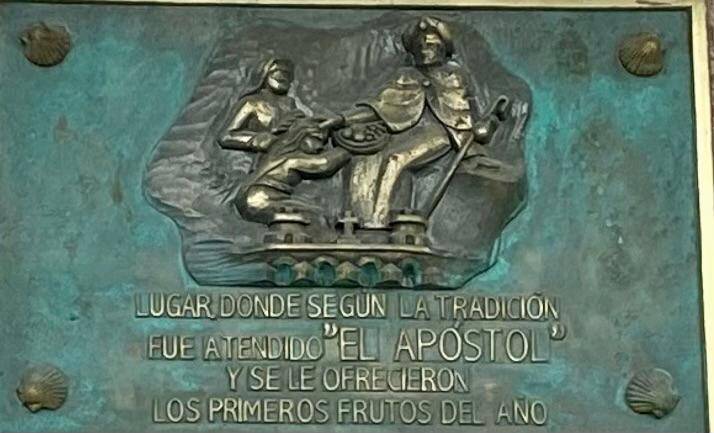 LUGAR DONDE SEGÚN LA TRADICIÓN
FUE ATENDIDO "EL APÓSTOL"
Y SE LE OFRECIERON
LOS PRIMEROS FRUTOS DEL AÑO